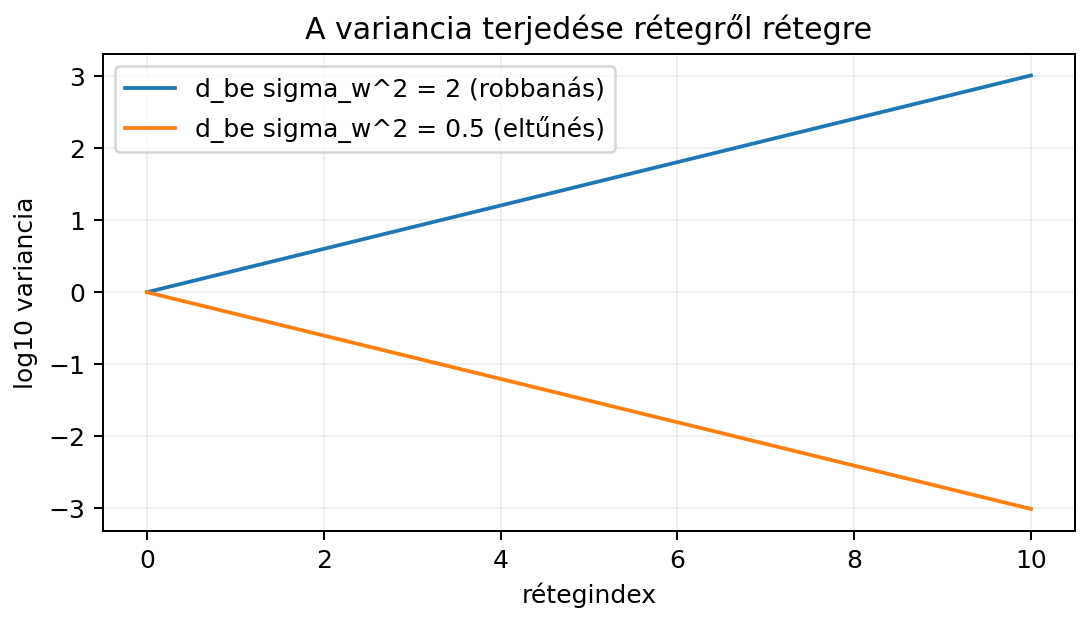 A variancia terjedése rétegről rétegre
d_be sigma_w^2 = 2 (robbanás)
d_be sigma_w^2 = 0.5 (eltűnés)
log10 variancia
3
2
1
0
−1
−2
−3
0 2 4 6 8 10
rétegindex